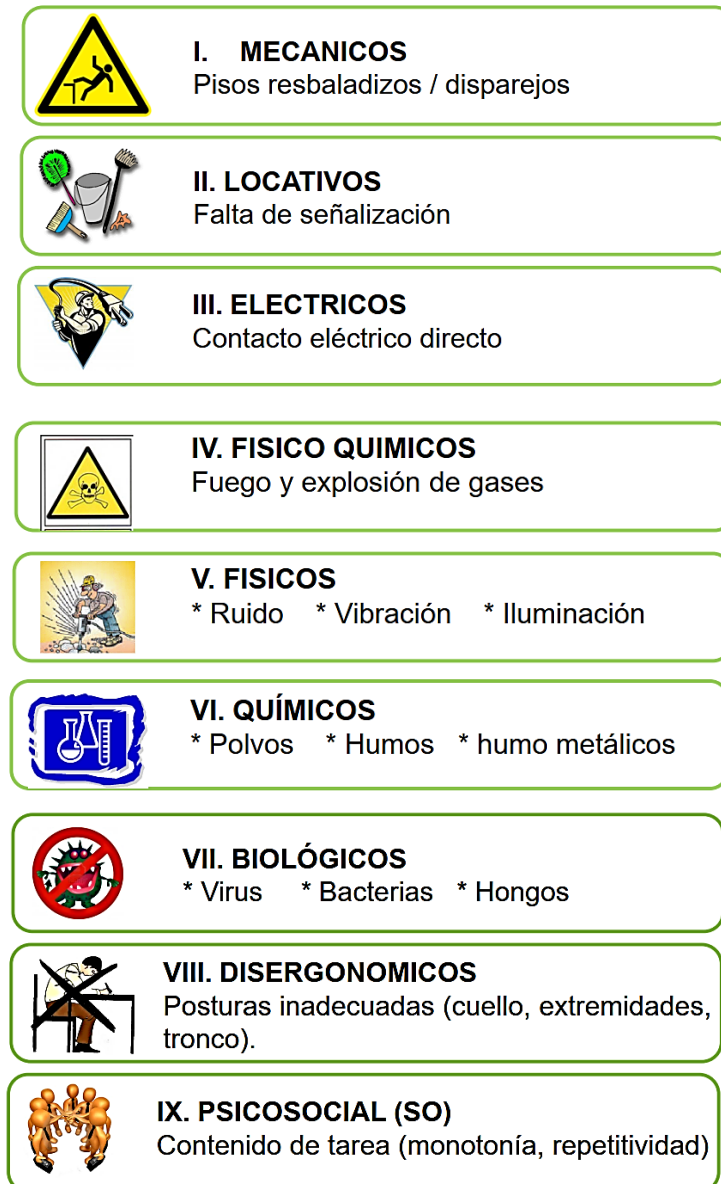 I. MECANICOS
Pisos resbaladizos / disparejos
II. LOCATIVOS
Falta de señalización
III. ELECTRICOS
Contacto eléctrico directo
IV. FISICO QUIMICOS
Fuego y explosión de gases
V. FISICOS
* Ruido * Vibración * Iluminación
VI. QUÍMICOS
* Polvos * Humos * humo metálicos
VII. BIOLÓGICOS
* Virus * Bacterias * Hongos
VIII. DISERGONOMICOS
Posturas inadecuadas (cuello, extremidades,
tronco).
IX. PSICOSOCIAL (SO)
Contenido de tarea (monotonía, repetitividad)